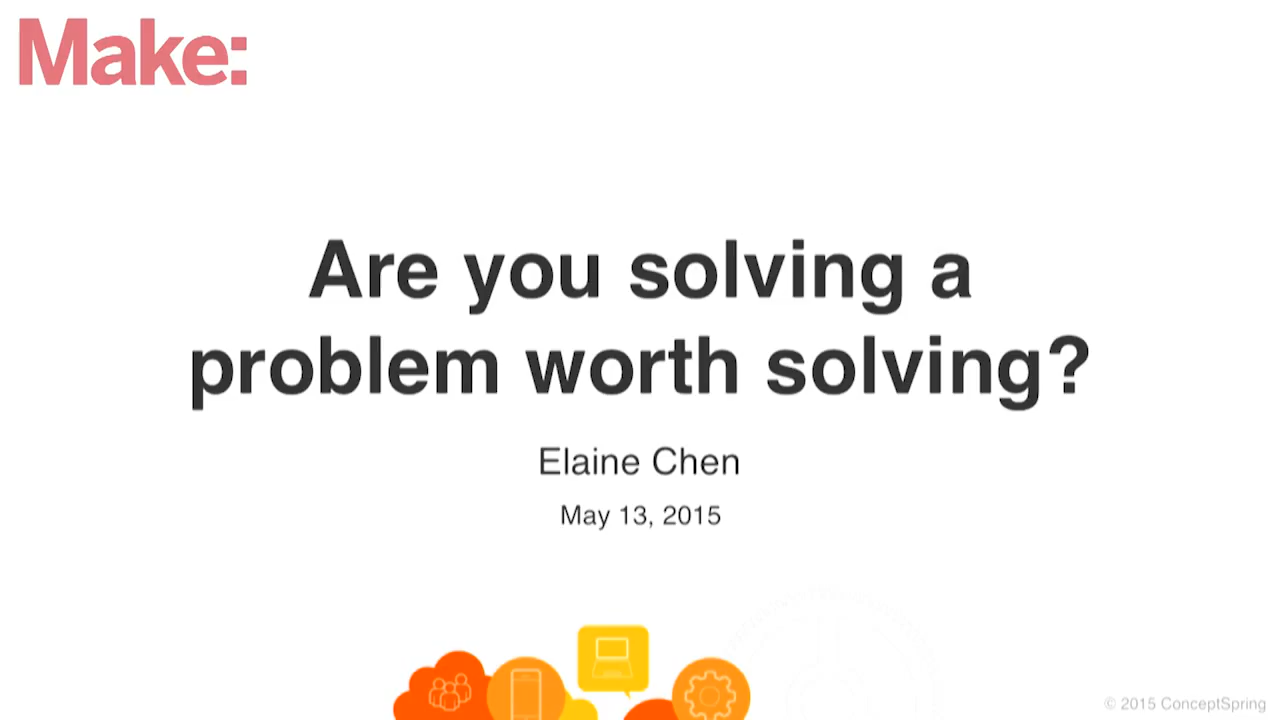 Make:
Are you solving a
problem worth solving?
Elaine Chen
May 13, 2015
© 2015 ConceptSpring